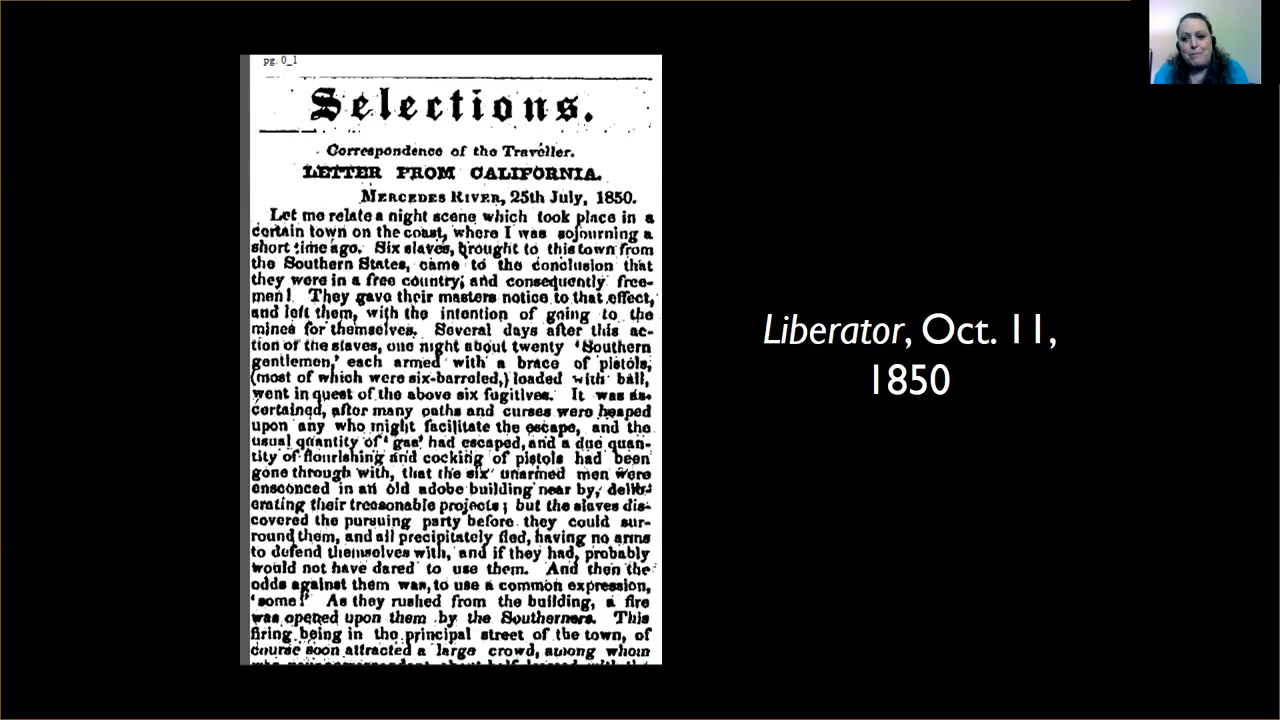 pg. 0_1
Selections.
Correspondence of the Traveller.
LETTER FROM CALIFORNIA.
MERCEDES RIVER, 25th July, 1850.
Let me relate a night scene which took place in a
certain town on the coast, where I was sojourning a
short time ago. Six slaves, brought to this town from
the Southern States, came to the conclusion that
they were in a free country; and consequently free-
men! They gave their masters notice to that effect,
and left them, with the intention of going to the
mines for themselves. Several days after this ac-
tion of the slaves, one night about twenty 'Southern
gentlemen,' each armed with a brace of pistols,
(most of which were six-barreled,) loaded with ball,
went in quest of the above six fugitives. It was as-
certained, after many oaths and curses were heaped
upon any who might facilitate the escape, and the
usual quantity of 'gas' had escaped, and a due quan-
tity of flourishing and cocking of pistols had been
gone through with, that the six unarmed men were
ensconced in an old adobe building near by, delib-
erating their treasonable projects; but the slaves dis-
covered the pursuing party before they could sur-
round them, and all precipitately fled, having no arms
to defend themselves with, and if they had, probably
would not have dared to use them. And then the
odds against them was, to use a common expression,
'some!' As they rushed from the building, a fire
was opened upon them by the Southerners. This
firing being in the principal street of the town, of
course soon attracted a large crowd, among whom
Liberator, Oct. 11,
1850